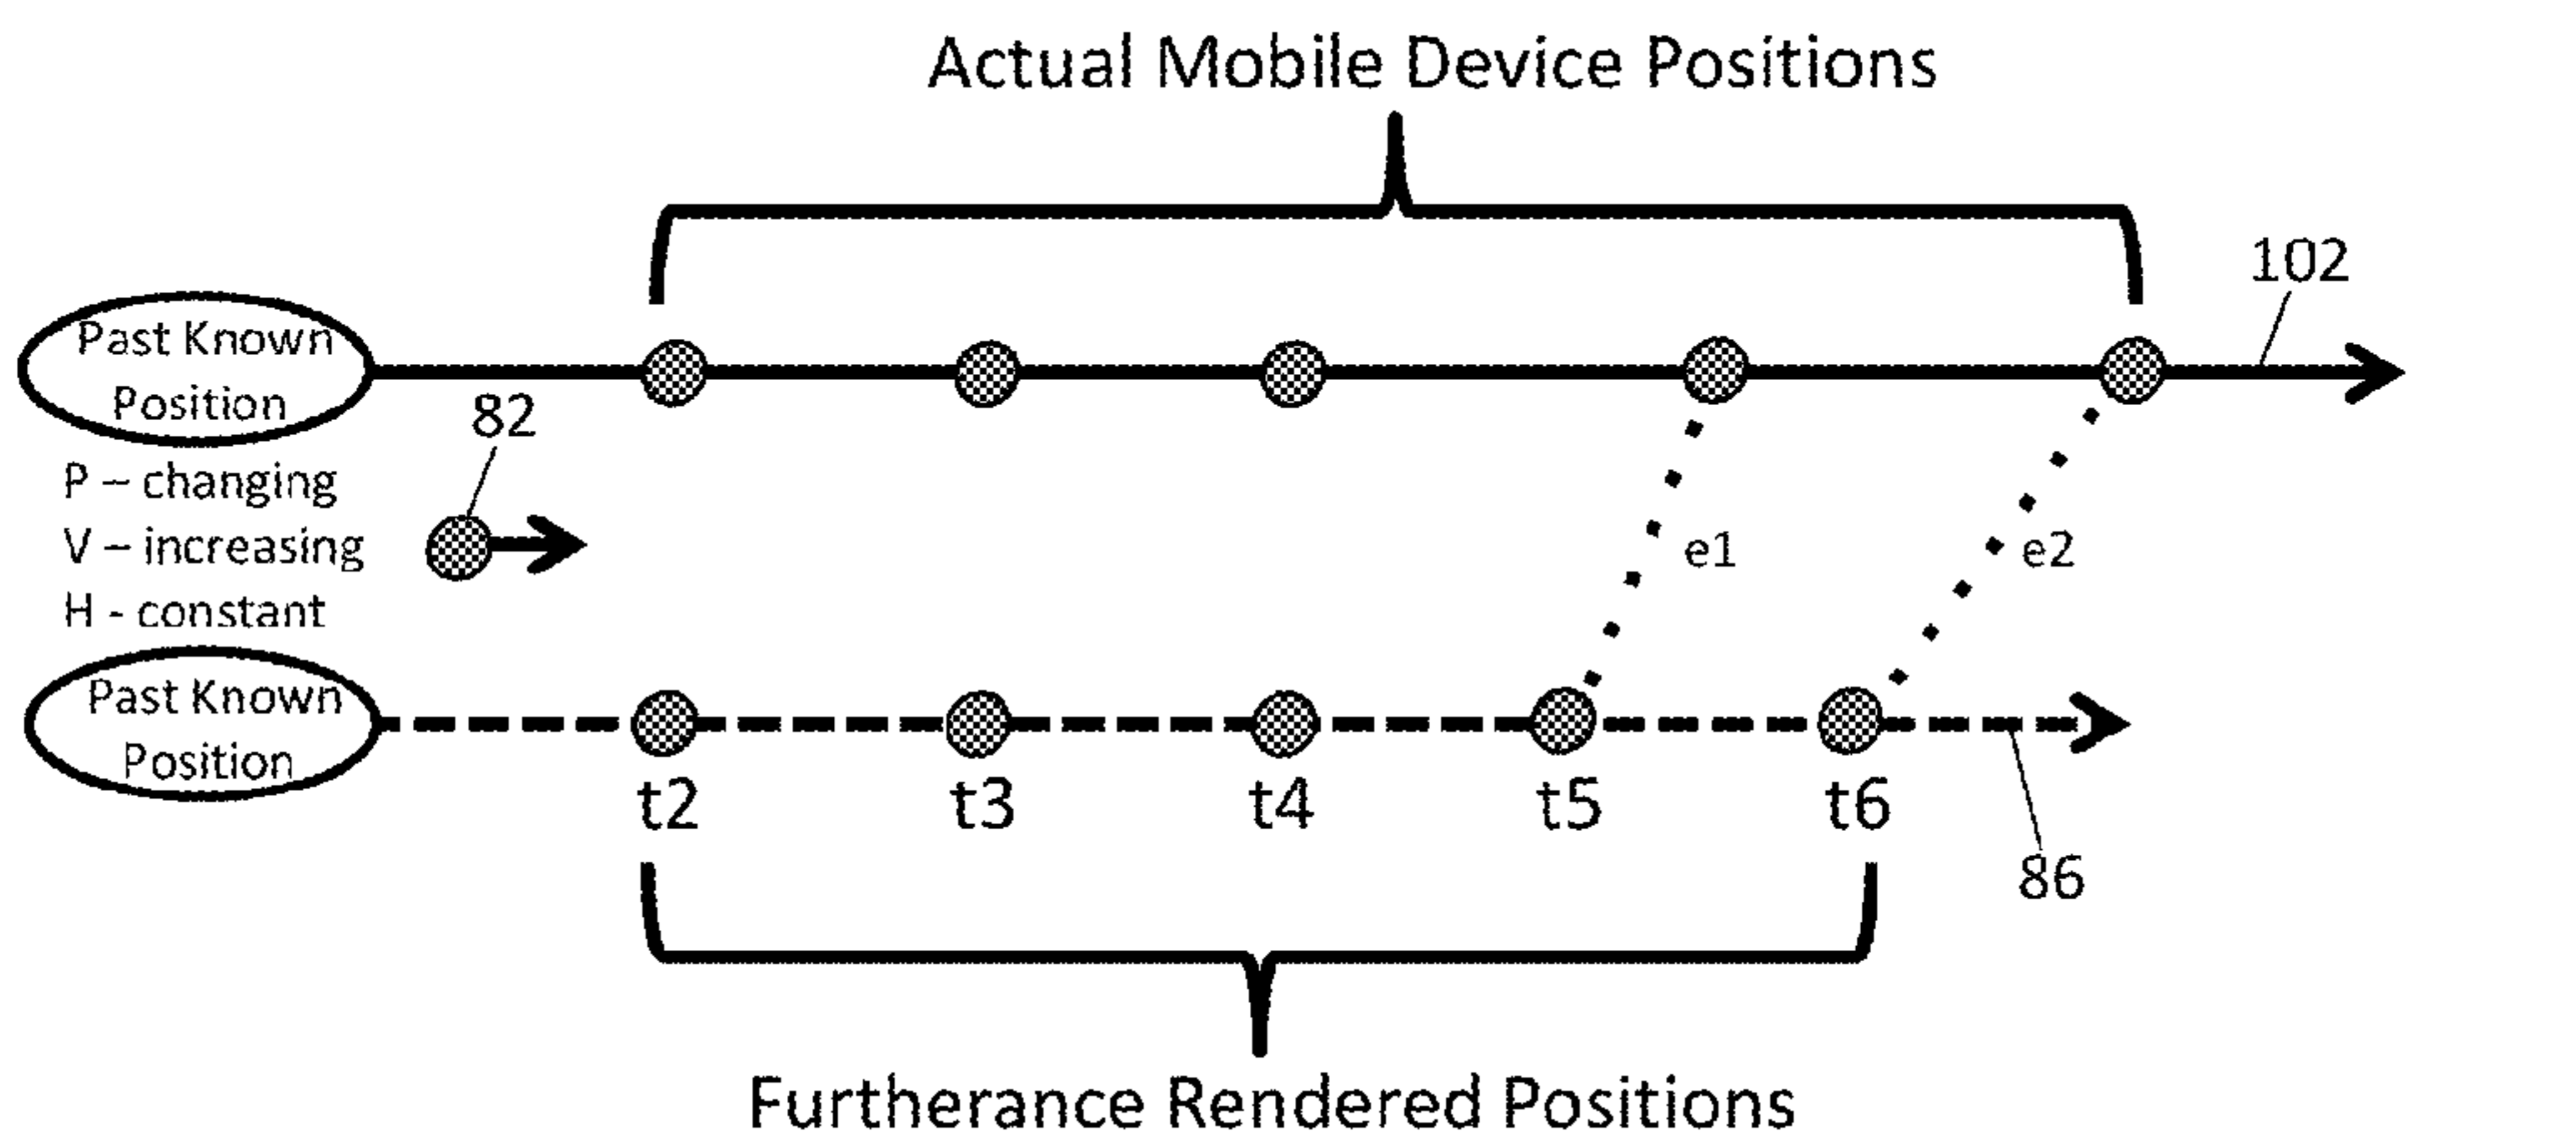 Actual Mobile Device Positions
102
Past Known
Position
82
P – changing
V – increasing
H - constant
e1
e2
Past Known
Position
t2
t3
t4
t5
t6
86
Furtherance Rendered Positions